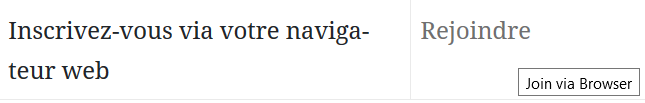 Inscrivez-vous via votre naviga-
teur web
Rejoindre
Join via Browser